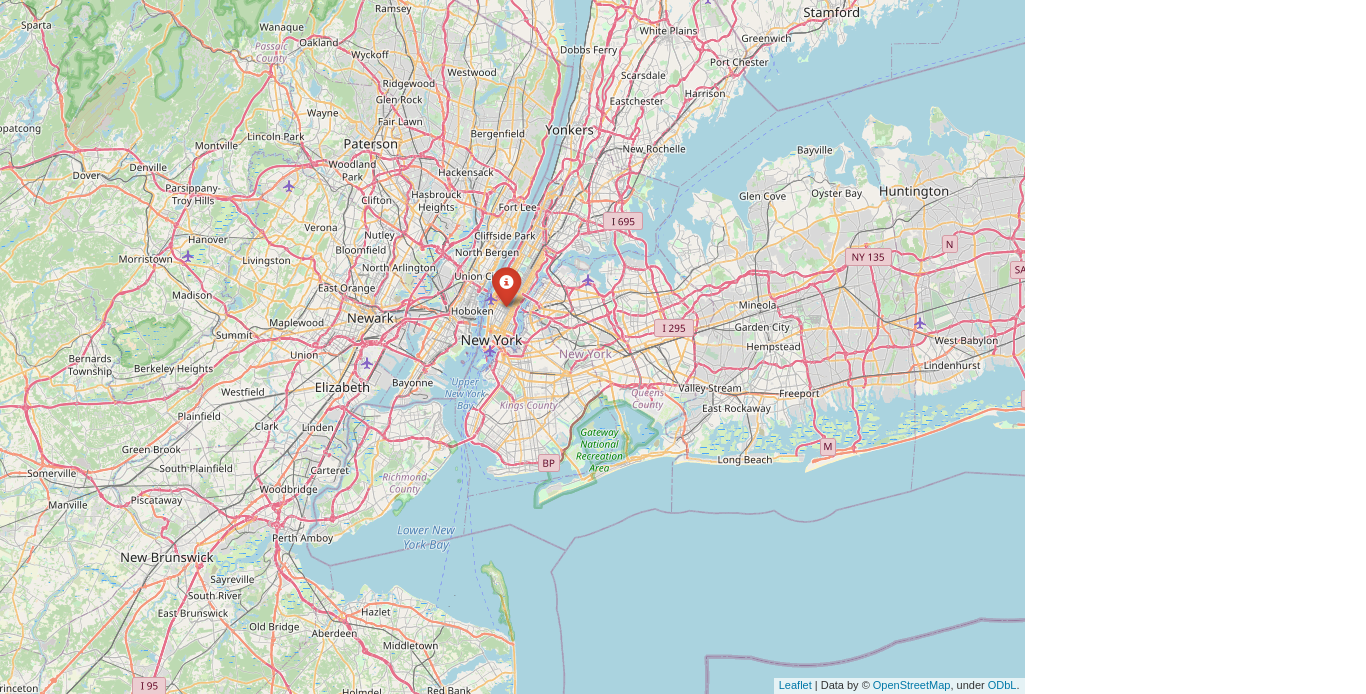 Ramsey
Stamford
Sparta
Wanaque
White Plains
Greenwich
Oakland
Passaic
County
Wyckoff
Dobbs Ferry
Port Chester
Westwood
Scarsdale
Ridgewood
Harrison
Glen Rock
Eastchester
Wayne
Fair Lawn
opatcong
Lincoln Park
Bergenfield
Yonkers
Montville
Paterson
New Rochelle
Bayville
Denville
Dover
Woodland
Park
Hackensack
Parsippany-
Troy Hills
Clifton
Hasbrouck
Heights
Glen Cove
Oyster Bay
Huntington
Fort Lee
I 695
Verona
Nutley
Cliffside Park
Hanover
Bloomfield
North Bergen
N
NY 135
Morristown
Livingston
North Arlington
SA
Union C
East Orange
Madison
Hoboken
Mineola
Maplewood
Newark
I 295
Garden City
Summit
New York
West Babylon
Hempstead
Union
New York
Bernards
Township
Berkeley Heights
Lindenhurst
Elizabeth
Bayonne
Upper
New York
Bay
Valley Stream
Westfield
Queens
County
Freeport
Kings County
East Rockaway
Plainfield
Clark
Linden
Gateway
National
Recreation
Area
Green Brook
M
South Plainfield
Long Beach
BP
Somerville
Carteret
Richmond
County
Woodbridge
Manville
Piscataway
Lower New
York Bay
Perth Amboy
New Brunswick
Sayreville
South River
East Brunswick
Hazlet
Old Bridge
Aberdeen
Middletown
I 95
rinceton
Holmdel
Red Bank
Leaflet | Data by © OpenStreetMap, under ODbL.